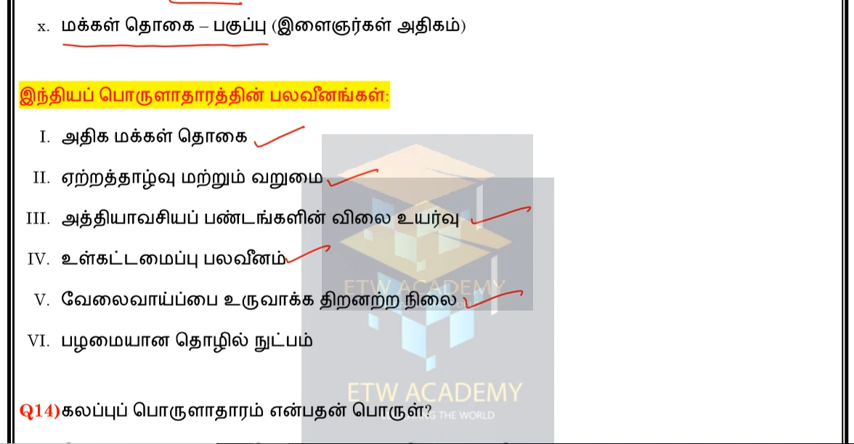 x. மக்கள் தொகை – பகுப்பு (இளைஞர்கள் அதிகம்)
இந்தியப் பொருளாதாரத்தின் பலவீனங்கள்:
I. அதிக மக்கள் தொகை
II. ஏற்றத்தாழ்வு மற்றும் வறுமை
III. அத்தியாவசியப் பண்டங்களின் விலை உயர்வு
IV. உள்கட்டமைப்பு பலவீனம்
ETW ACADEMY
V. வேலைவாய்ப்பை உருவாக்க திறனற்ற நிலை
VI. பழமையான தொழில் நுட்பம்
ETW ACADEMY
Q14)கலப்புப் பொருளாதாரம் என்பதன் பொருள்?
THE WORLD